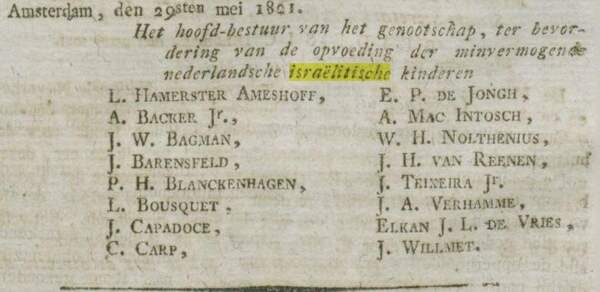 Amsterdam, den 29sten mei 1821.
Het hoofd-bestuur van het genootschap, ter bevor-
dering van de opvoeding der minvermogende
nederlandsche israëlitische kinderen
L. HAMERSTER AMESHOFF,
A. BACKER Jr.,
J. W. BAGMAN,
J. BARENSFELD,
P. H. BLANCKENHAGEN,
L. BOUSQUET,
J. CAPADOCE,
C. CARP,
E. P. DE JONGH,
A. MAC INTOSCH,
W. H. NOLTHENIUS,
J. H. VAN REENEN,
J. TEIXEIRA Jr.
J. A. VERHAMME,
ELKAN J. L. DE VRIES,
J. WILLMET.